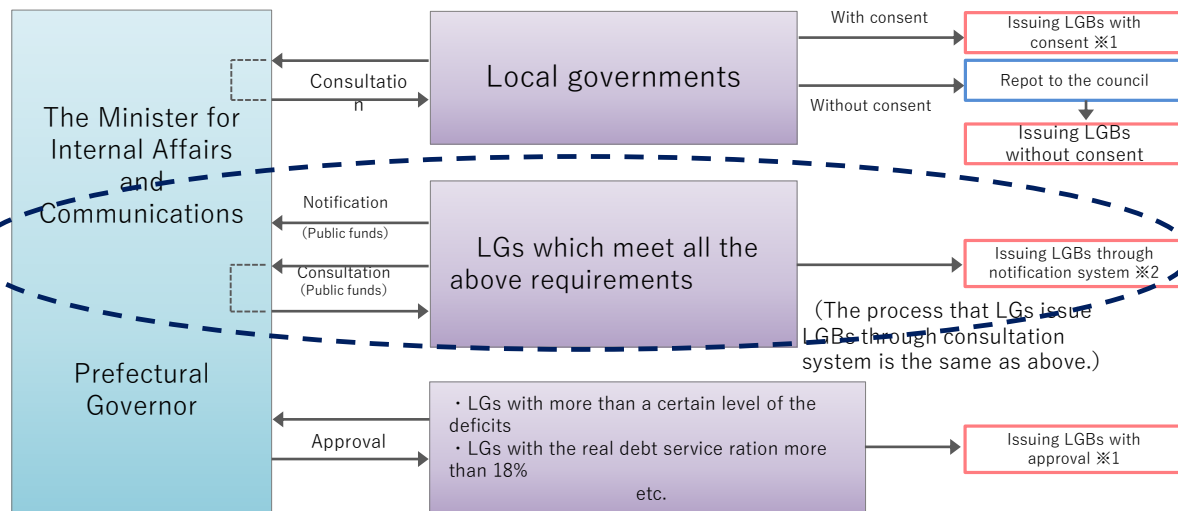 The Minister for
Internal Affairs
and
Communications
Prefectural
Governor
Consultatio
n
Local governments
With consent
Without consent
Issuing LGBs with
consent ※1
Repot to the council
Issuing LGBs
without consent
Notification
(Public funds)
Consultation
(Public funds)
LGs which meet all the
above requirements
Issuing LGBs through
notification system ※2
（The process that LGs issue
LGBs through consultation
system is the same as above.）
Approval
・LGs with more than a certain level of the
deficits
・LGs with the real debt service ration more
than 18%
etc.
Issuing LGBs with
approval ※1